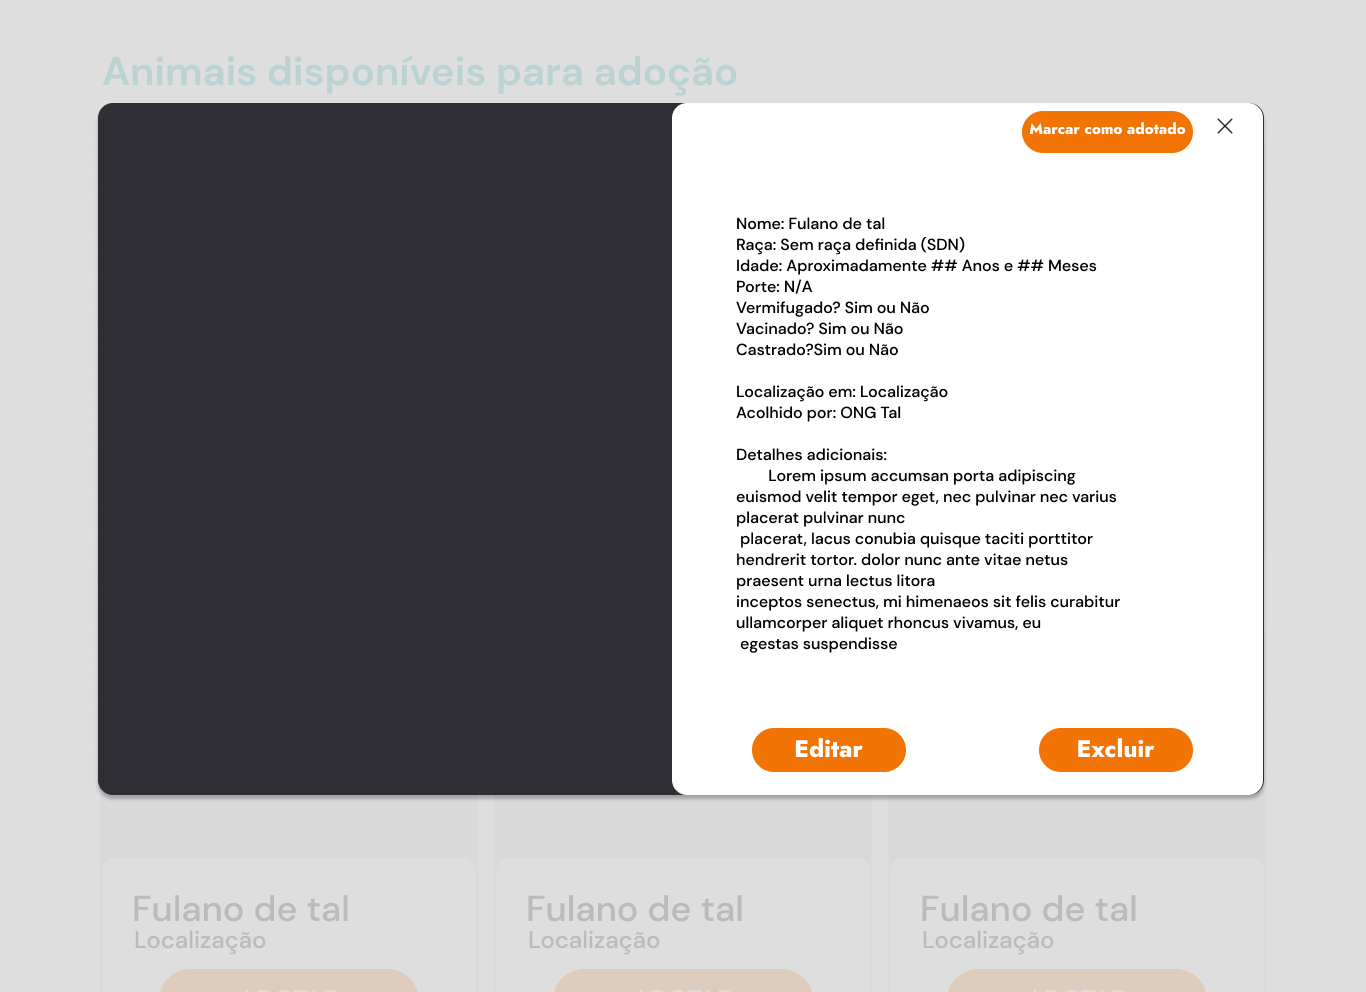 Animais disponíveis para adoção
Marcar como adotado
Nome: Fulano de tal
Raça: Sem raça definida (SDN)
Idade: Aproximadamente ## Anos e ## Meses
Porte: N/A
Vermifugado? Sim ou Não
Vacinado? Sim ou Não
Castrado?Sim ou Não
Localização em: Localização
Acolhido por: ONG Tal
Detalhes adicionais:
Lorem ipsum accumsan porta adipiscing
euismod velit tempor eget, nec pulvinar nec varius
placerat pulvinar nunc
placerat, lacus conubia quisque taciti porttitor
hendrerit tortor. dolor nunc ante vitae netus
praesent urna lectus litora
inceptos senectus, mi himenaeos sit felis curabitur
ullamcorper aliquet rhoncus vivamus, eu
egestas suspendisse
Editar
Excluir
Fulano de tal
Localização
Fulano de tal
Localização
Fulano de tal
Localização